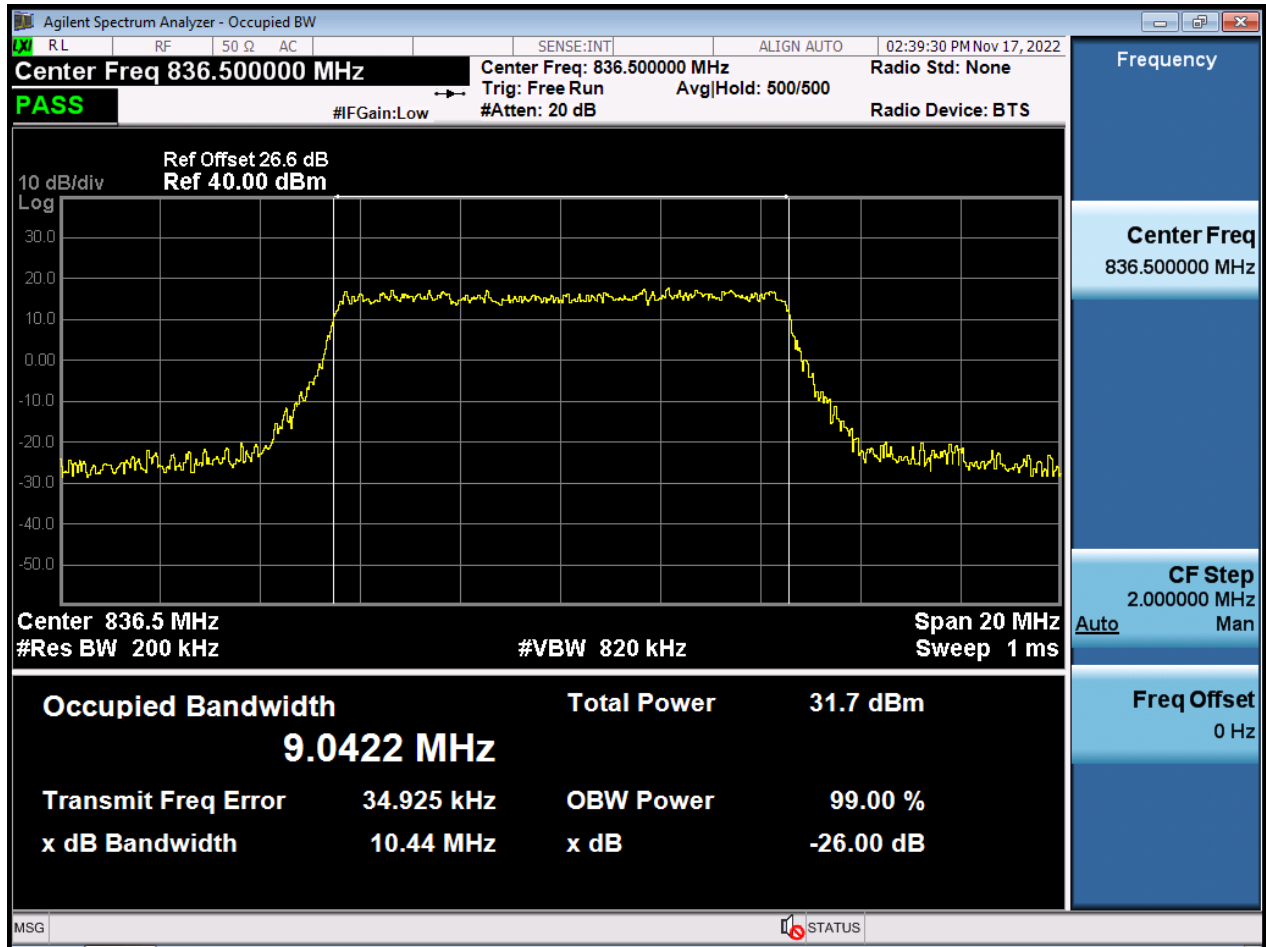 Agilent Spectrum Analyzer - Occupied BW
LXI RL RF 50 Ω AC SENSE:INT ALIGN AUTO 02:39:30 PM Nov 17, 2022
Center Freq 836.500000 MHz
Center Freq: 836.500000 MHz
Radio Std: None
Trig: Free Run Avg|Hold: 500/500
PASS
#IFGain:Low
#Atten: 20 dB
Radio Device: BTS
Ref Offset 26.6 dB
10 dB/div Ref 40.00 dBm
Log
30.0
20.0
10.0
0.00
-10.0
-20.0
-30.0
-40.0
-50.0
Center 836.5 MHz Span 20 MHz
#Res BW 200 kHz #VBW 820 kHz Sweep 1 ms
Occupied Bandwidth Total Power 31.7 dBm
9.0422 MHz
Transmit Freq Error 34.925 kHz OBW Power 99.00 %
x dB Bandwidth 10.44 MHz x dB -26.00 dB
MSG STATUS
Frequency
Center Freq
836.500000 MHz
CF Step
2.000000 MHz
Auto Man
Freq Offset
0 Hz